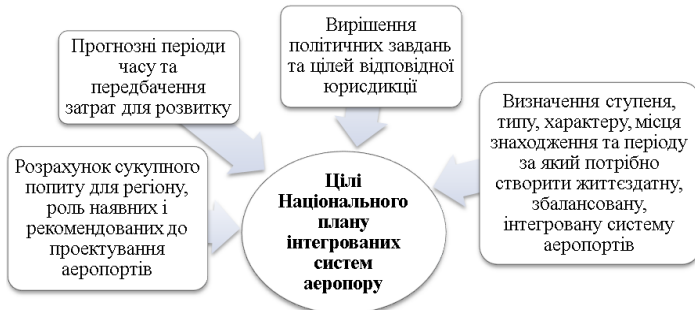 Прогнозні періоди
часу та
передбачення
затрат для розвитку
Вирішення
політичних завдань
та цілей відповідної
юрисдикції
Визначення ступеня,
типу, характеру, місця
знаходження та періоду
за який потрібно
створити життєздатну,
збалансовану,
інтегровану систему
аеропортів
Розрахунок сукупного
попиту для регіону,
роль наявних і
рекомендованих до
проектування
аеропортів
Цілі
Національного
плану
інтегрованих
систем
аеропору